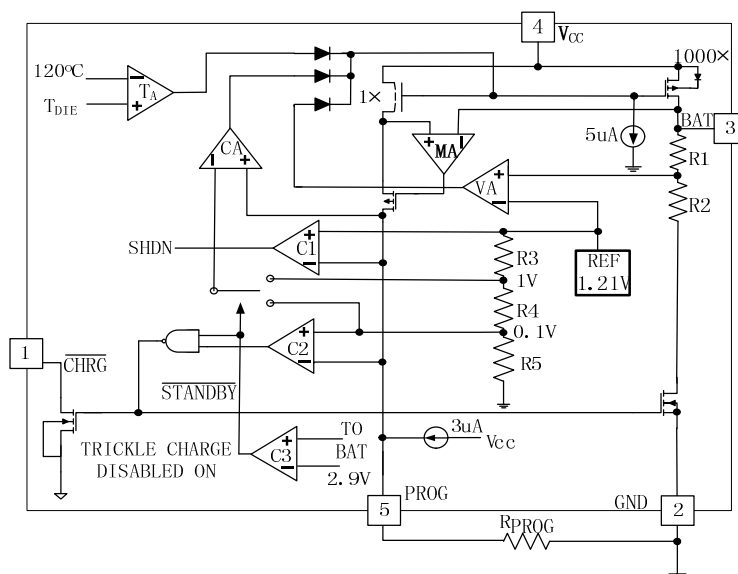 4
VCC
1000×
120ºC
TA
TDIE
1×
5uA
BAT
3
CA
MA
R1
VA
R2
SHDN
C1
R3
REF
1.21V
1V
R4
0.1V
1
CHRG
C2
R5
STANDBY
TRICKLE CHARGE
DISABLED ON
C3
TO
BAT
2.9V
3uA
Vcc
5
PROG
GND
2
RPROG